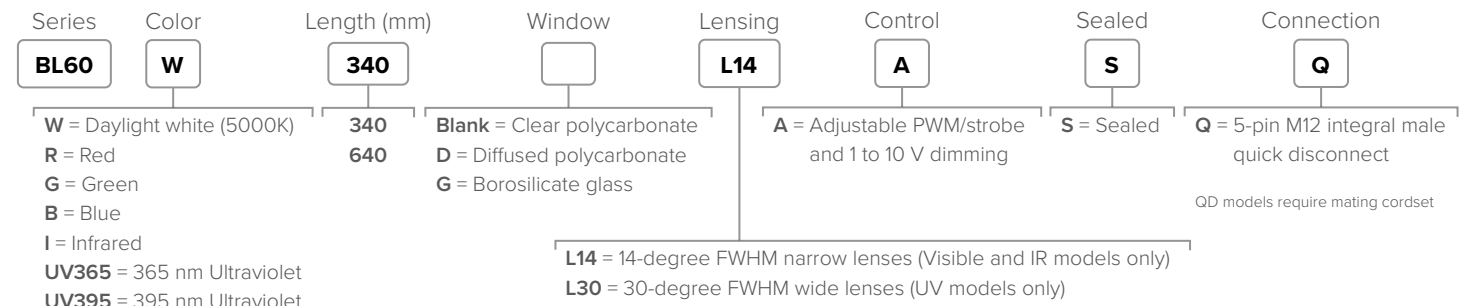 Series Color Length (mm) Window Lensing Control Sealed Connection
BL60 W 340 L14 A S Q
W = Daylight white (5000K)
R = Red
G = Green
B = Blue
I = Infrared
UV365 = 365 nm Ultraviolet
UV395 = 395 nm Ultraviolet
340
640
Blank = Clear polycarbonate
D = Diffused polycarbonate
G = Borosilicate glass
L14 = 14-degree FWHM narrow lenses (Visible and IR models only)
L30 = 30-degree FWHM wide lenses (UV models only)
A = Adjustable PWM/strobe
and 1 to 10 V dimming
S = Sealed
Q = 5-pin M12 integral male
quick disconnect
QD models require mating cordset